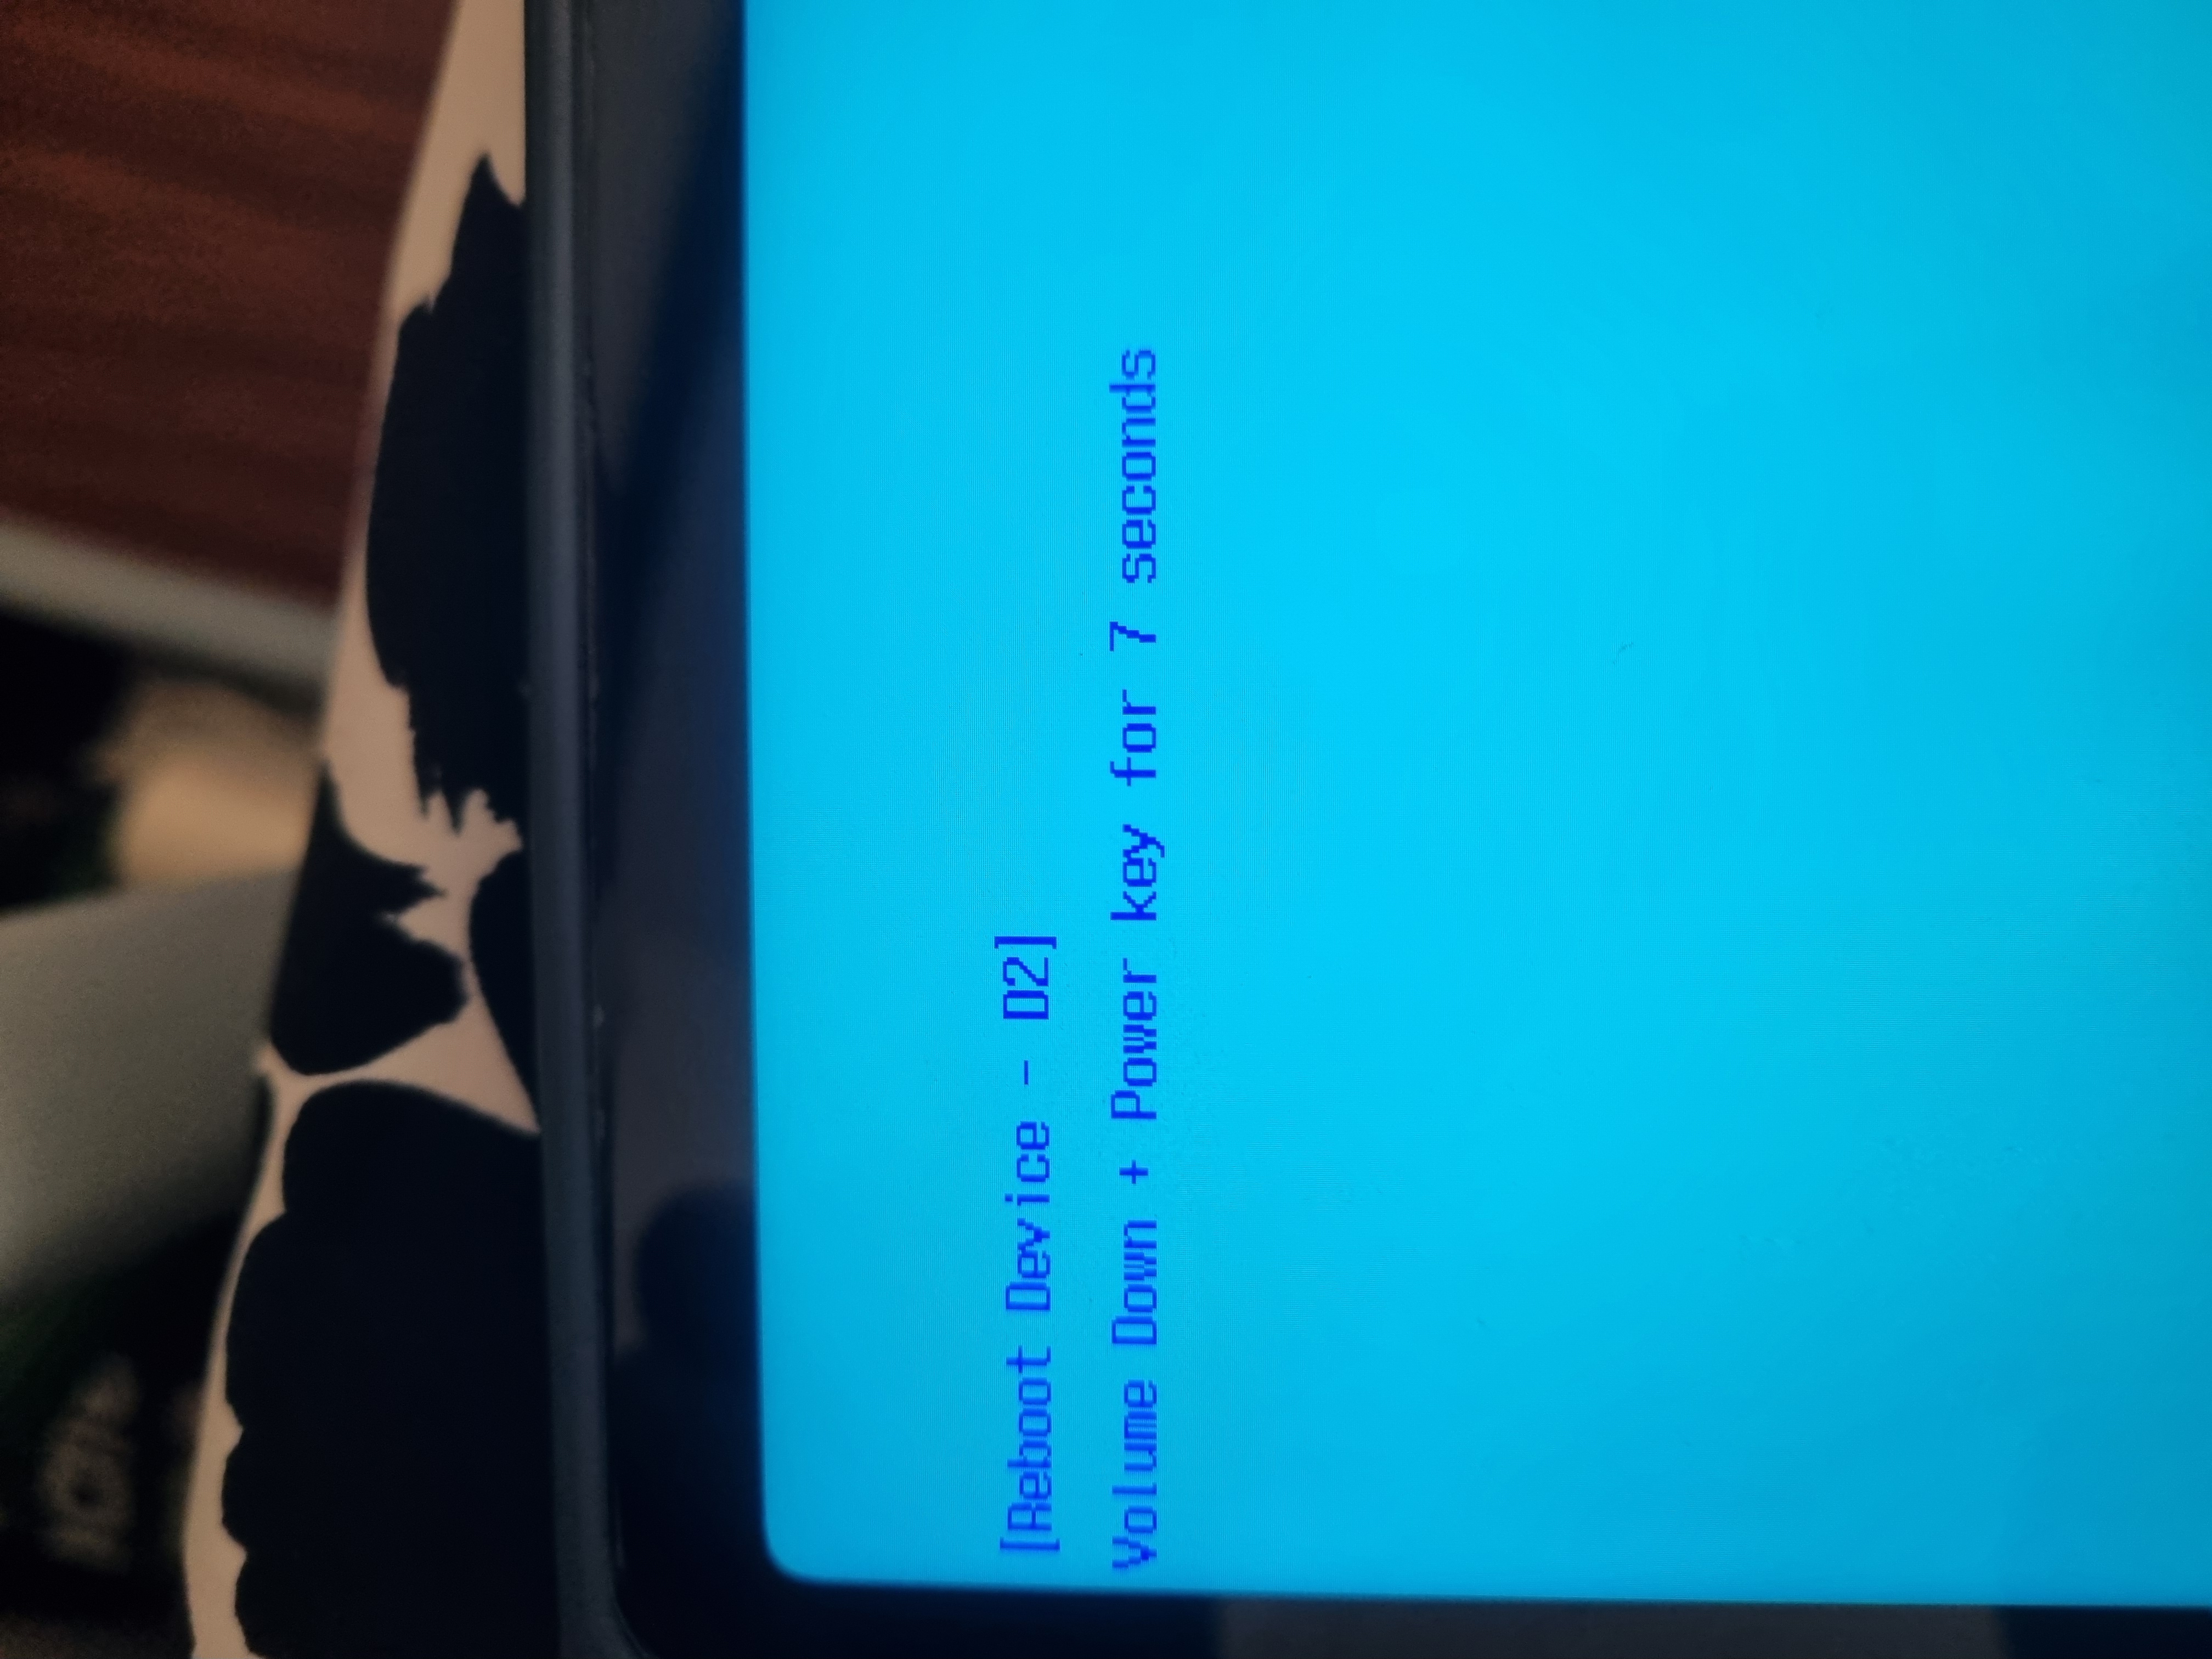 [Reboot Device - D2]
Volume Down + Power key for 7 seconds